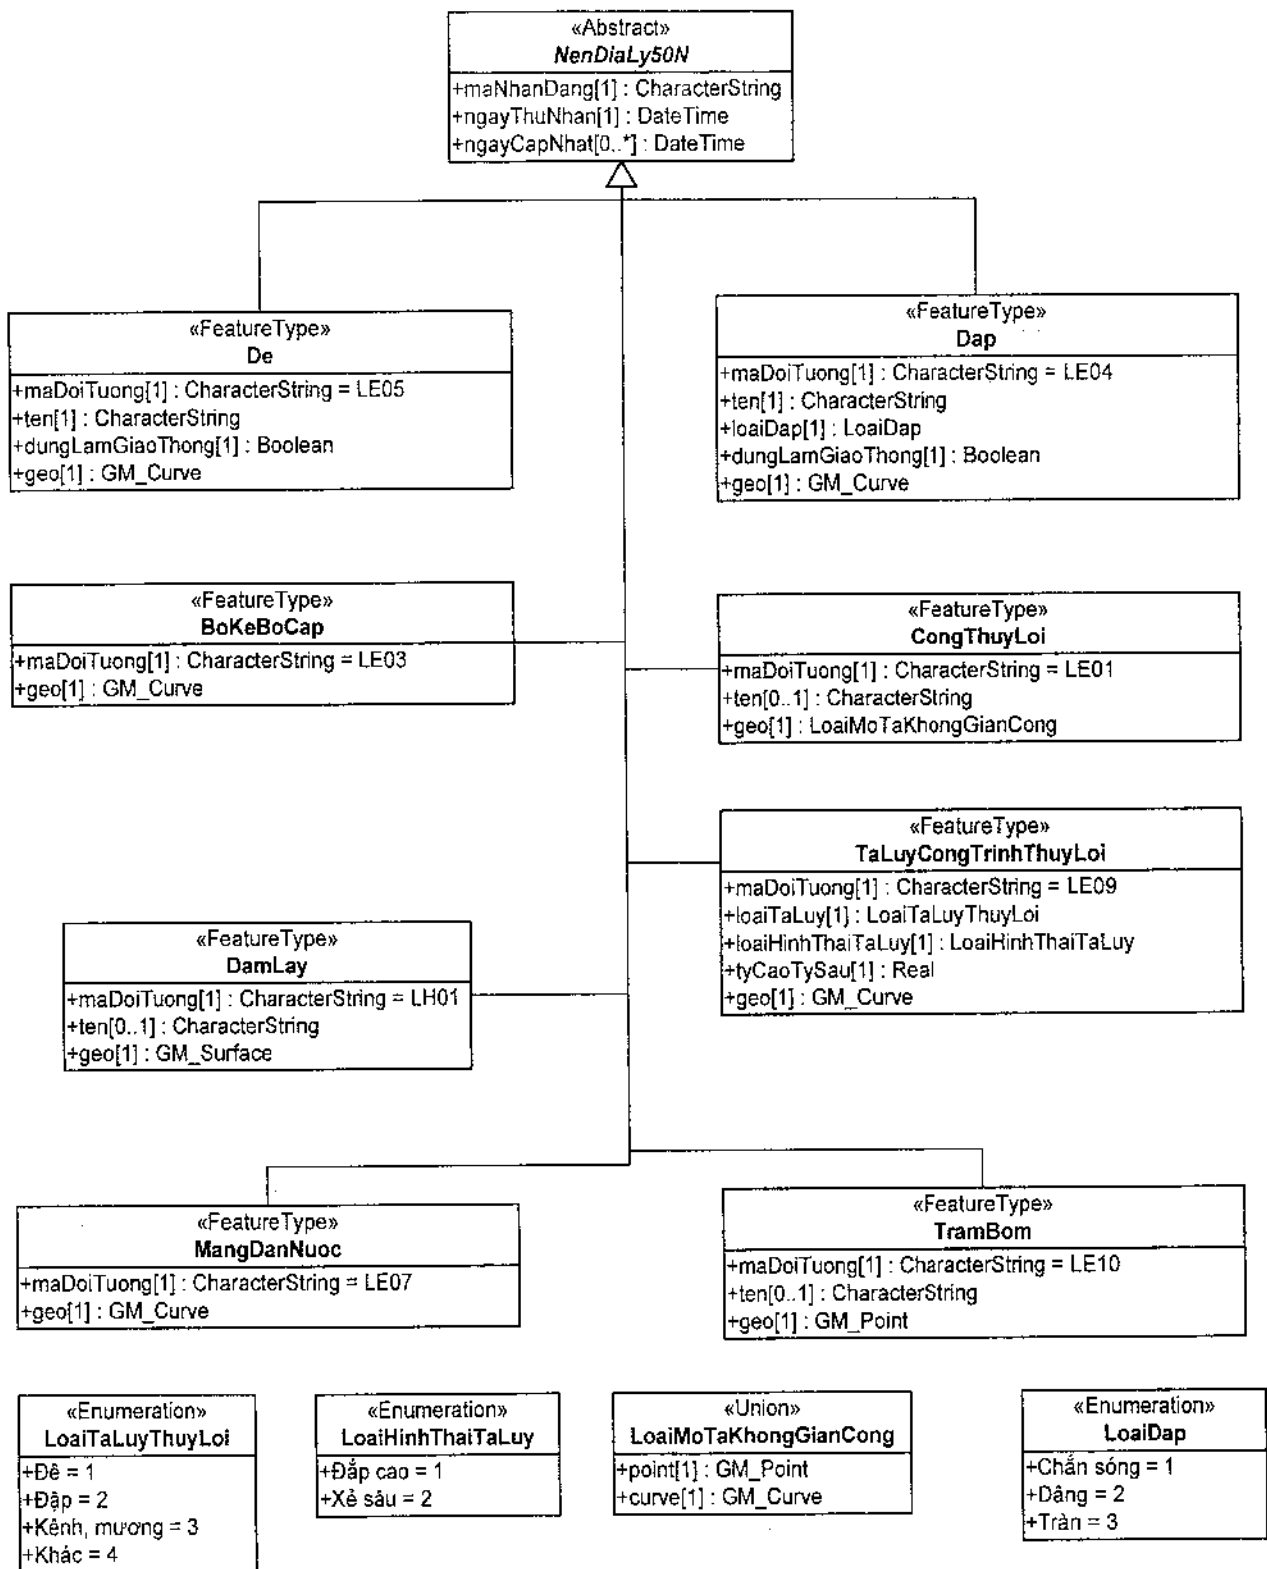 «Abstract»
NenDiaLy50N
+maNhanDang[1] : CharacterString
+ngayThuNhan[1] : DateTime
+ngayCapNhat[0..*] : DateTime
«FeatureType»
De
+maDoiTuong[1] : CharacterString = LE05
+ten[1] : CharacterString
+dungLamGiaoThong[1] : Boolean
+geo[1] : GM_Curve
«FeatureType»
Dap
+maDoiTuong[1] : CharacterString = LE04
+ten[1] : CharacterString
+loaiDap[1] : LoaiDap
+dungLamGiaoThong[1] : Boolean
+geo[1] : GM_Curve
«FeatureType»
BoKeBoCap
+maDoiTuong[1] : CharacterString = LE03
+geo[1] : GM_Curve
«FeatureType»
CongThuyLoi
+maDoiTuong[1] : CharacterString = LE01
+ten[0..1] : CharacterString
+geo[1] : LoaiMoTaKhongGianCong
«FeatureType»
TaLuyCongTrinhThuyLoi
+maDoiTuong[1] : CharacterString = LE09
+loaiTaLuy[1] : LoaiTaLuyThuyLoi
+loaiHinhThaiTaLuy[1] : LoaiHinhThaiTaLuy
+tyCaoTySau[1] : Real
+geo[1] : GM_Curve
«FeatureType»
DamLay
+maDoiTuong[1] : CharacterString = LH01
+ten[0..1] : CharacterString
+geo[1] : GM_Surface
«FeatureType»
MangDanNuoc
+maDoiTuong[1] : CharacterString = LE07
+geo[1] : GM_Curve
«FeatureType»
TramBom
+maDoiTuong[1] : CharacterString = LE10
+ten[0..1] : CharacterString
+geo[1] : GM_Point
«Enumeration»
LoaiTaLuyThuyLoi
+Đê = 1
+Đập = 2
+Kênh, mương = 3
+Khác = 4
«Enumeration»
LoaiHinhThaiTaLuy
+Đắp cao = 1
+Xẻ sâu = 2
«Union»
LoaiMoTaKhongGianCong
+point[1] : GM_Point
+curve[1] : GM_Curve
«Enumeration»
LoaiDap
+Chắn sóng = 1
+Dâng = 2
+Tràn = 3